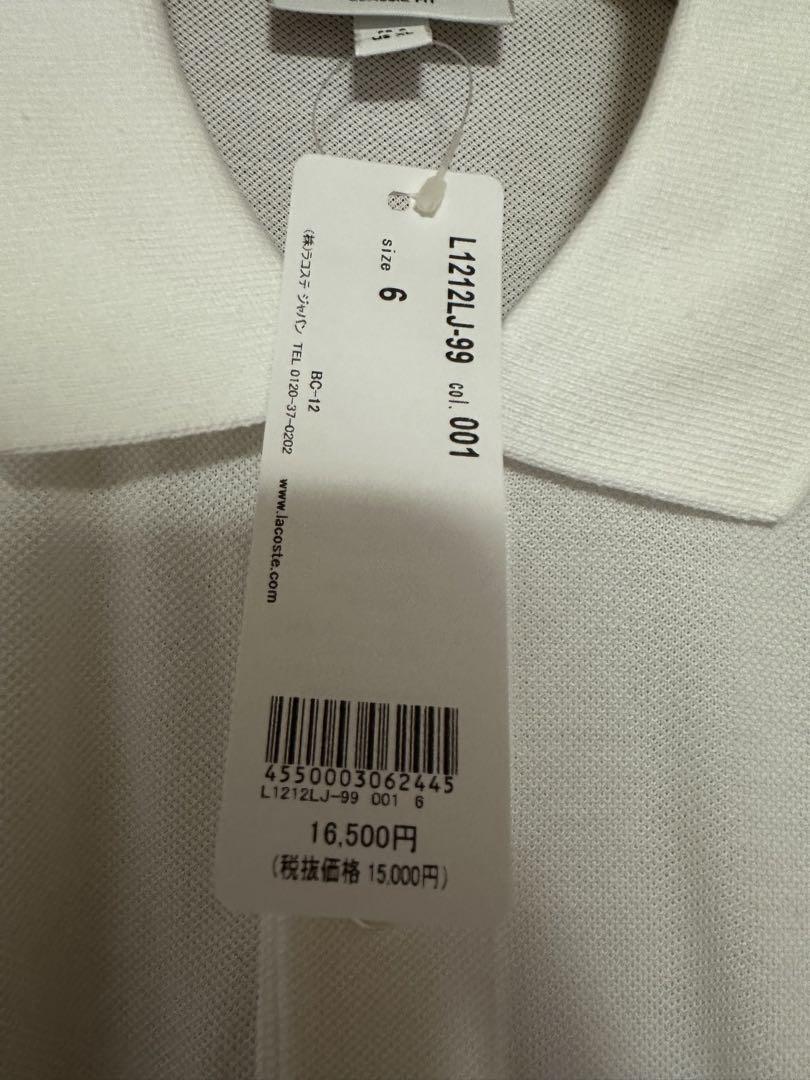 CLASSIC FIT
L1212LJ-99 col. 001
size 6
BC-12
(株)ラコステ ジャパン TEL 0120-37-0202 www.lacoste.com
4550003062445
L1212LJ-99 001 6
16,500円
(税抜価格 15,000円)